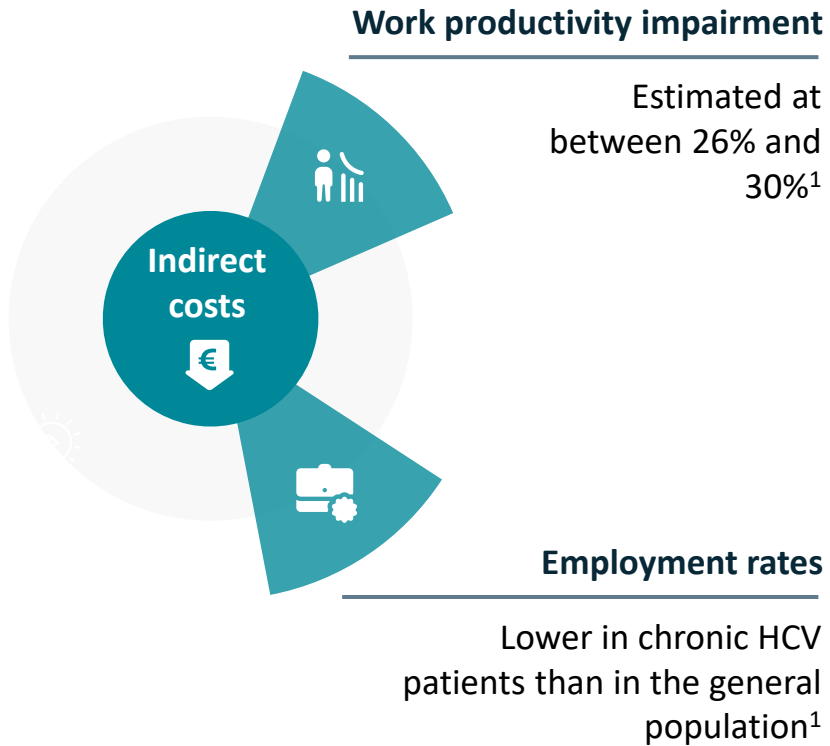 Work productivity impairment
Estimated at
between 26% and
30%¹
Indirect
costs
€
Employment rates
Lower in chronic HCV
patients than in the general
population¹